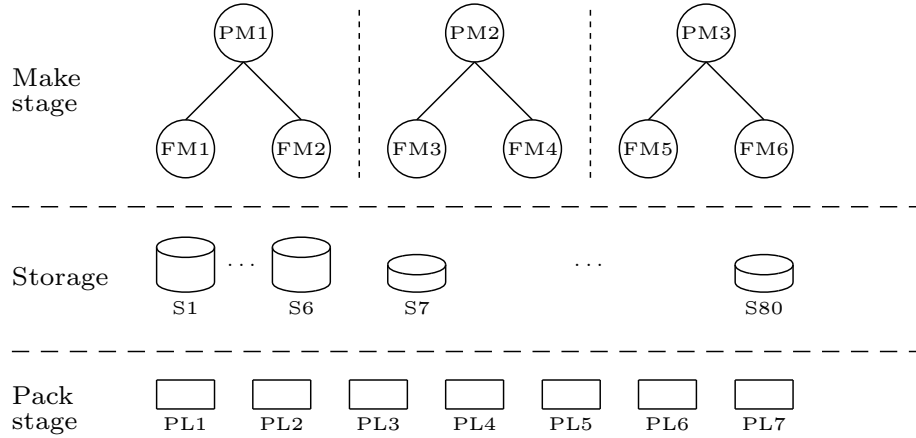 PM1 PM2 PM3
Make
stage
FM1 FM2 FM3 FM4 FM5 FM6
... ...
Storage
S1 S6 S7 S80
Pack
stage
PL1 PL2 PL3 PL4 PL5 PL6 PL7